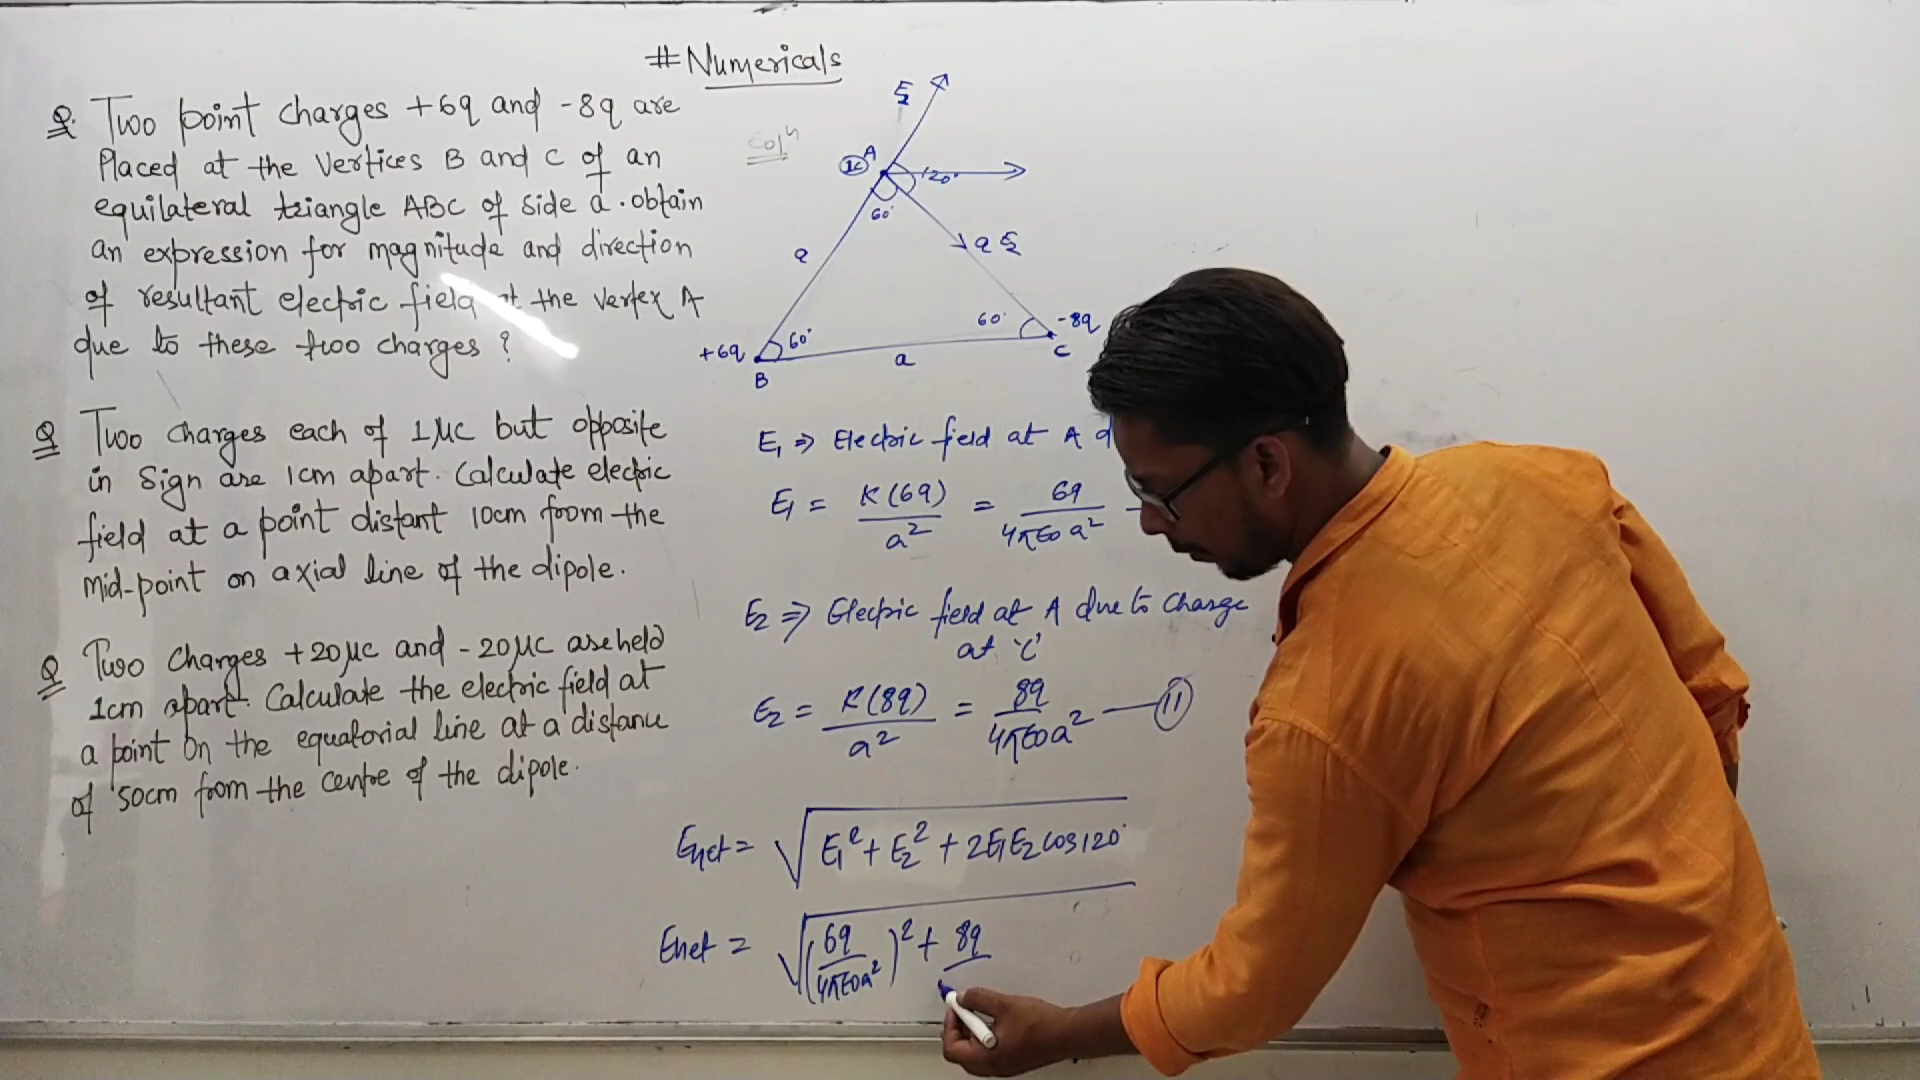 # Numericals
Q. Two point charges +6q and -8q are
Placed at the vertices B and C of an
equilateral triangle ABC of side a. obtain
an expression for magnitude and direction
of resultant electric field at the vertex A
due to these two charges ?
Q Two charges each of 1μC but opposite
in sign are 1cm apart. Calculate electric
field at a point distant 10cm from the
mid-point on axial line of the dipole.
Q Two charges +20μC and -20μC are held
1cm apart. Calculate the electric field at
a point on the equatorial line at a distance
of 50cm from the centre of the dipole.
Solⁿ
A
1C
120°
60°
a
a
60°
60°
+6q
-8q
B
a
C
E₁ ⇒ Electric field at A d
E₁ = K(6q)/a² = 6q/4πε0a²
E₂ ⇒ Electric field at A due to charge
at 'C'
E₂ = K(8q)/a² = 8q/4πε0a² — (II)
Enet = √(E₁² + E₂² + 2E₁E₂cos120°)
Enet = √((6q/4πε0a²)² + 8q